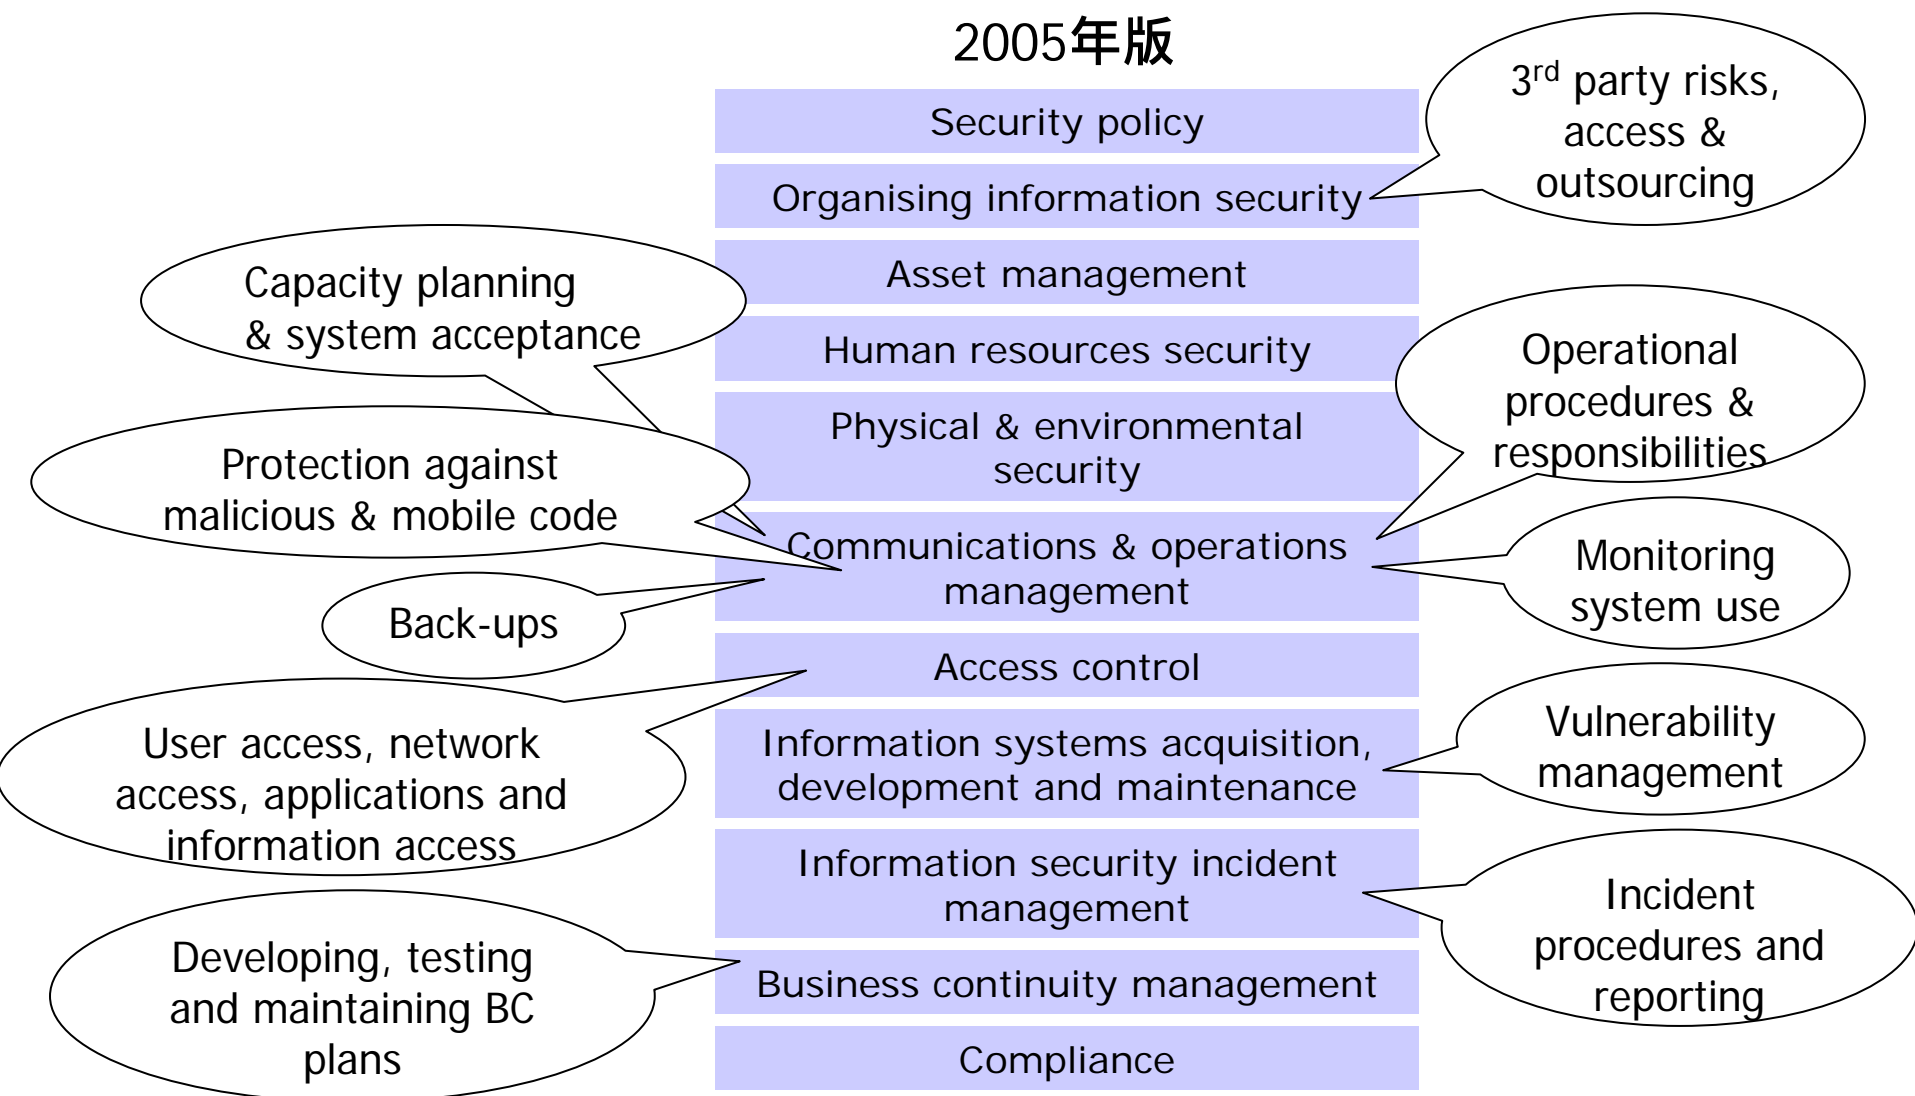 2005年版
3rd party risks,
access &
outsourcing
Security policy
Organising information security
Asset management
Capacity planning
& system acceptance
Human resources security
Operational
procedures &
responsibilities
Physical & environmental
security
Protection against
malicious & mobile code
Communications & operations
management
Monitoring
system use
Back-ups
Access control
User access, network
access, applications and
information access
Information systems acquisition,
development and maintenance
Vulnerability
management
Information security incident
management
Incident
procedures and
reporting
Developing, testing
and maintaining BC
plans
Business continuity management
Compliance